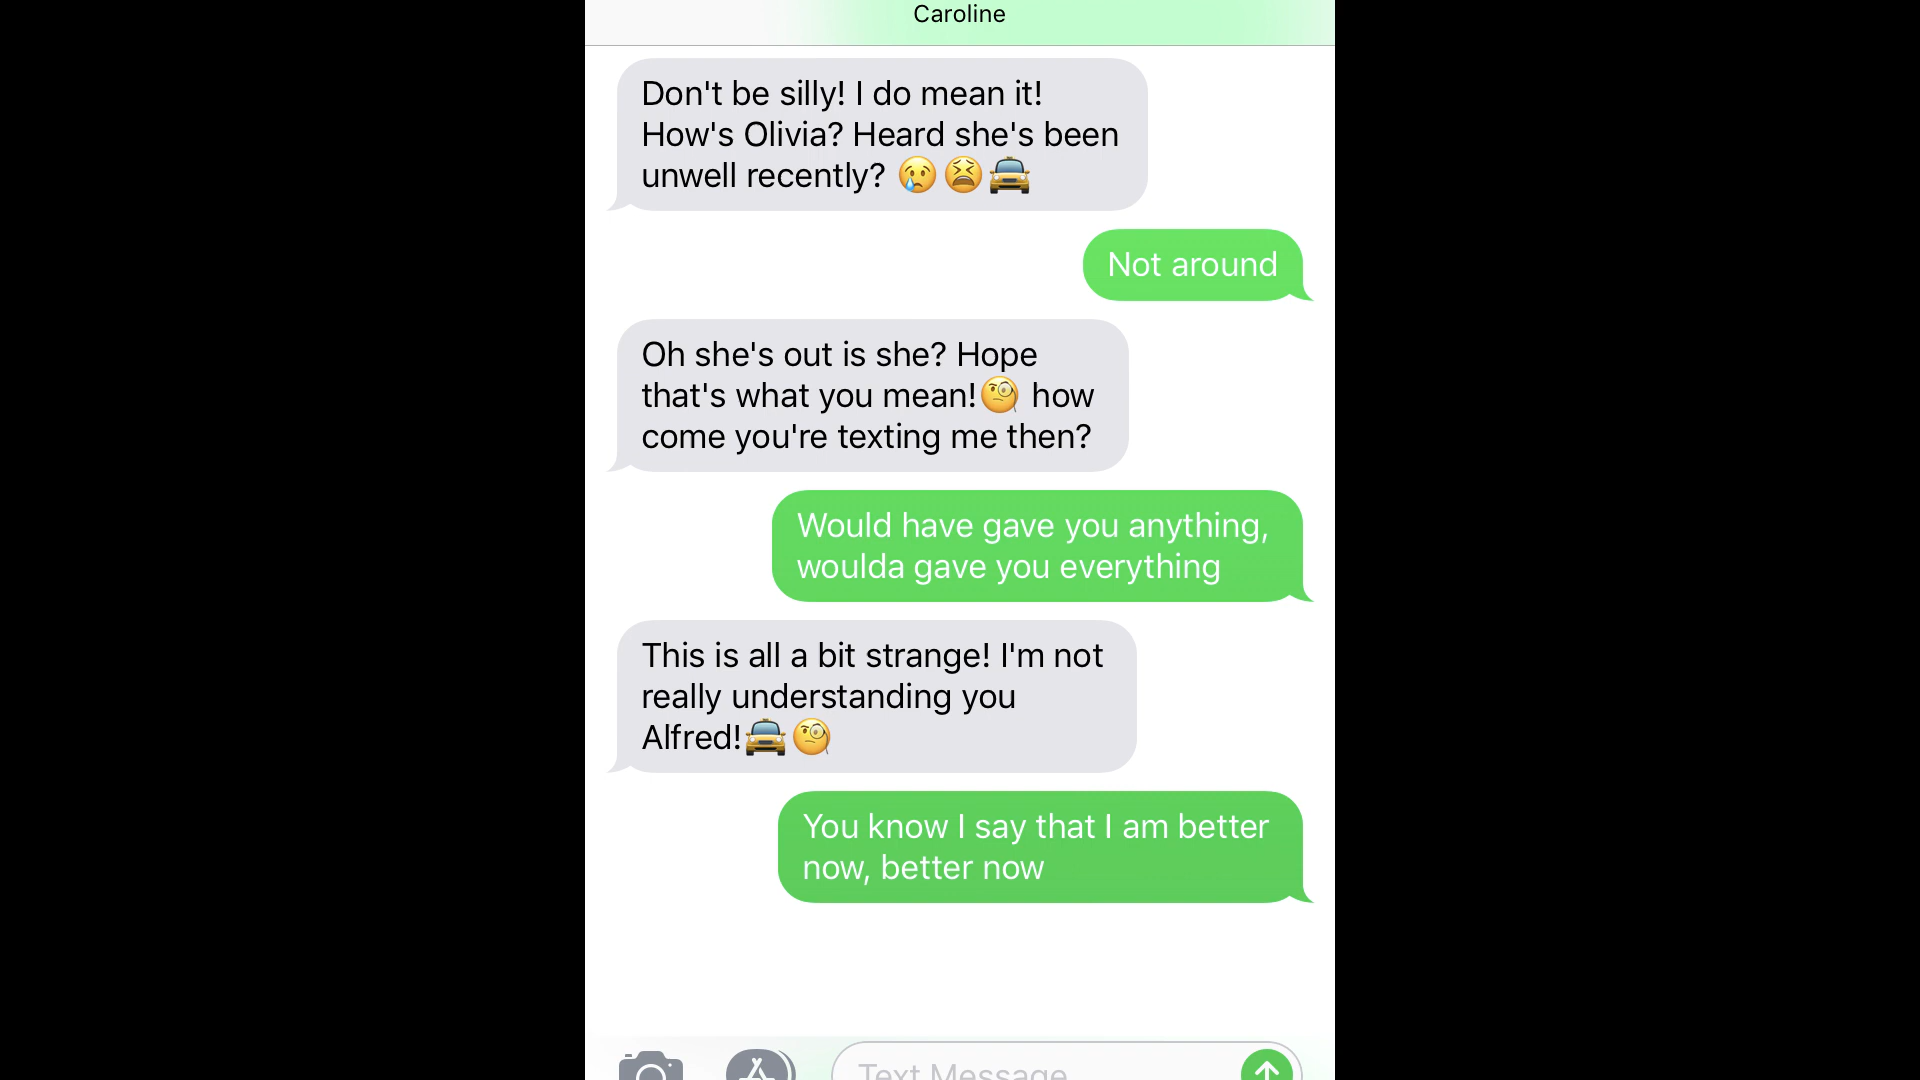 Caroline
Don't be silly! I do mean it!
How's Olivia? Heard she's been
unwell recently? 😢😫🚖
Not around
Oh she's out is she? Hope
that's what you mean!🧐 how
come you're texting me then?
Would have gave you anything,
woulda gave you everything
This is all a bit strange! I'm not
really understanding you
Alfred!🚖🧐
You know I say that I am better
now, better now
Text Message